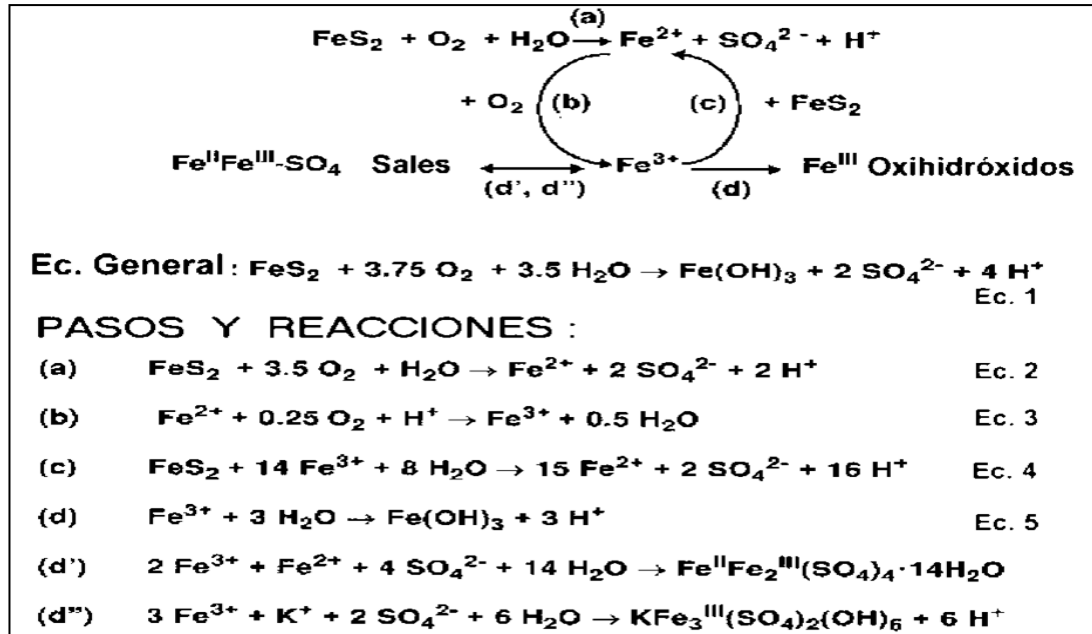 (a)
FeS₂ + O₂ + H₂O → Fe²⁺ + SO₄²⁻ + H⁺
+ O₂ (b) (c) + FeS₂
FeᴵᴵFeᴵᴵᴵ-SO₄ Sales ↔ Fe³⁺ → Feᴵᴵᴵ Oxihidróxidos
(d', d'') (d)
Ec. General : FeS₂ + 3.75 O₂ + 3.5 H₂O → Fe(OH)₃ + 2 SO₄²⁻ + 4 H⁺
Ec. 1
PASOS Y REACCIONES :
(a) FeS₂ + 3.5 O₂ + H₂O → Fe²⁺ + 2 SO₄²⁻ + 2 H⁺ Ec. 2
(b) Fe²⁺ + 0.25 O₂ + H⁺ → Fe³⁺ + 0.5 H₂O Ec. 3
(c) FeS₂ + 14 Fe³⁺ + 8 H₂O → 15 Fe²⁺ + 2 SO₄²⁻ + 16 H⁺ Ec. 4
(d) Fe³⁺ + 3 H₂O → Fe(OH)₃ + 3 H⁺ Ec. 5
(d') 2 Fe³⁺ + Fe²⁺ + 4 SO₄²⁻ + 14 H₂O → FeᴵᴵFe₂ᴵᴵᴵ(SO₄)₄·14H₂O
(d'') 3 Fe³⁺ + K⁺ + 2 SO₄²⁻ + 6 H₂O → KFe₃ᴵᴵᴵ(SO₄)₂(OH)₆ + 6 H⁺